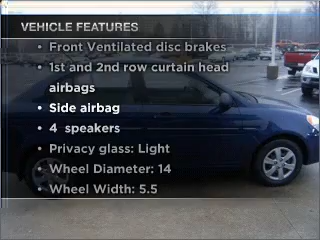 VEHICLE FEATURES
• Front Ventilated disc brakes
• 1st and 2nd row curtain head
airbags
• Side airbag
• 4 speakers
• Privacy glass: Light
• Wheel Diameter: 14
• Wheel Width: 5.5